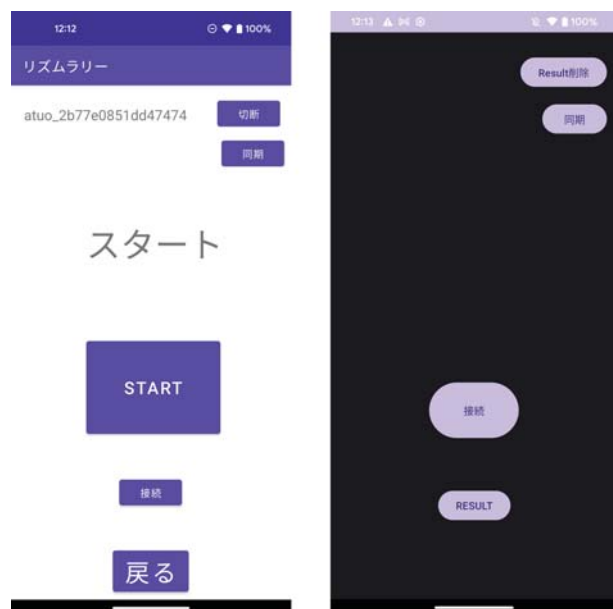 12:12
100%
リズムラリー
atuo_2b77e0851dd47474
切断
同期
スタート
START
接続
戻る
12:13
100%
Result削除
同期
接続
RESULT